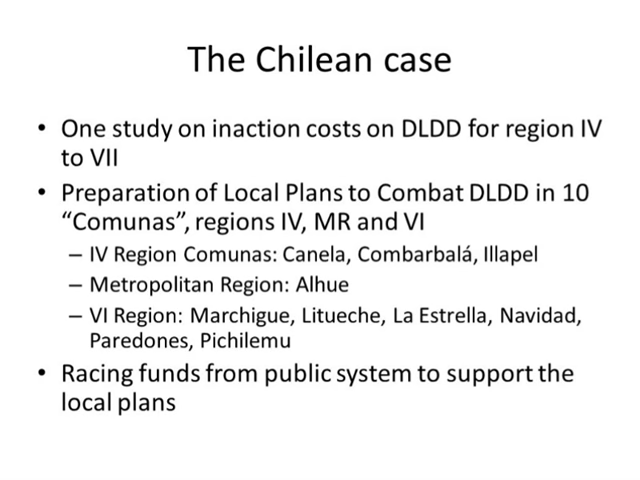 The Chilean case
• One study on inaction costs on DLDD for region IV
to VII
• Preparation of Local Plans to Combat DLDD in 10
“Comunas”, regions IV, MR and VI
– IV Region Comunas: Canela, Combarbalá, Illapel
– Metropolitan Region: Alhue
– VI Region: Marchigue, Litueche, La Estrella, Navidad,
Paredones, Pichilemu
• Racing funds from public system to support the
local plans